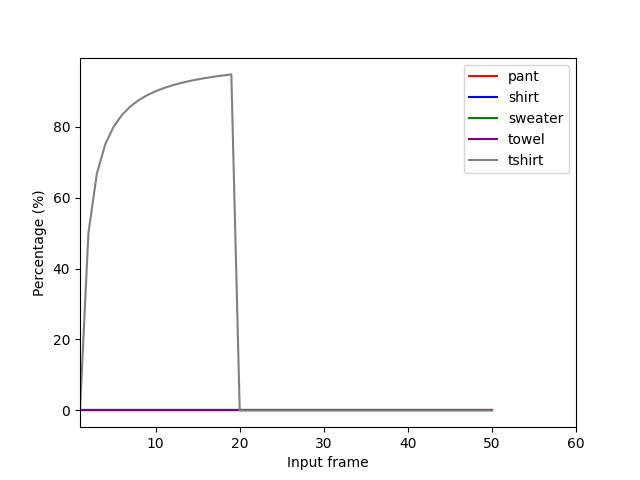 pant
shirt
sweater
towel
tshirt
80
60
40
20
0
Percentage (%)
10 20 30 40 50 60
Input frame